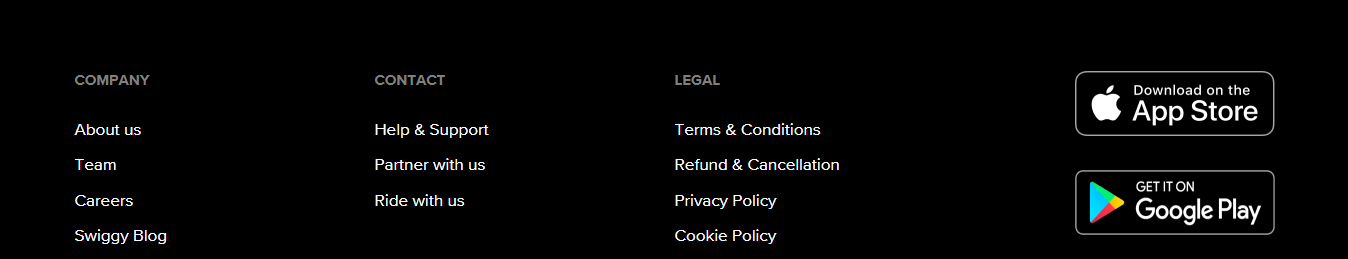 COMPANY
About us
Team
Careers
Swiggy Blog
CONTACT
Help & Support
Partner with us
Ride with us
LEGAL
Terms & Conditions
Refund & Cancellation
Privacy Policy
Cookie Policy
Download on the
App Store
GET IT ON
Google Play